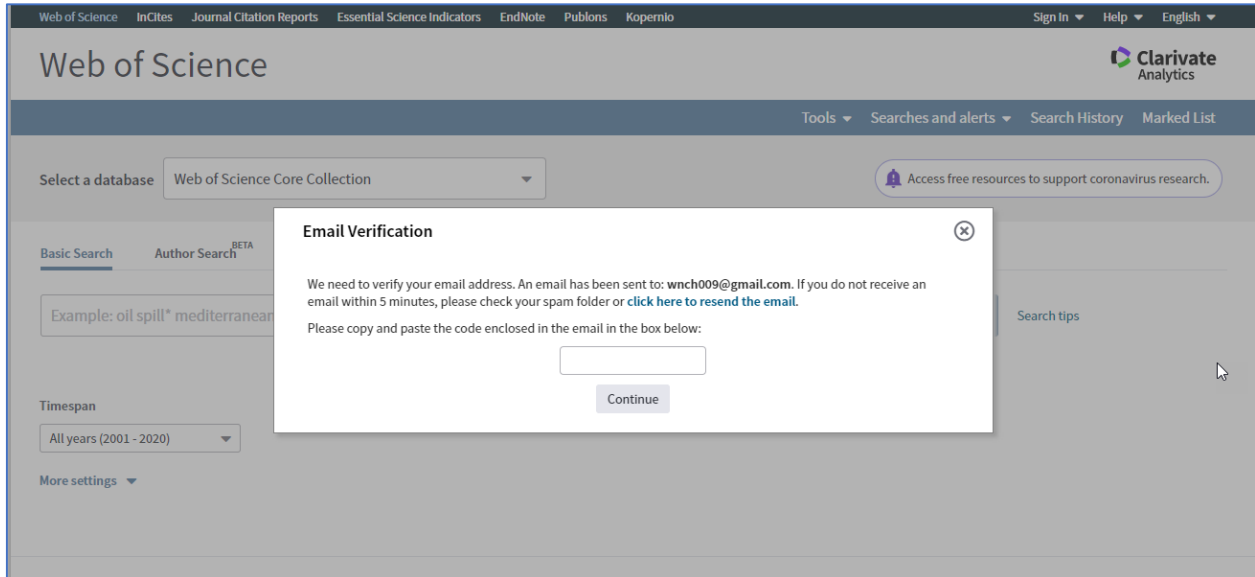 Web of Science InCites Journal Citation Reports Essential Science Indicators EndNote Publons Kopernio Sign In Help English
Web of Science
Clarivate
Analytics
Tools Searches and alerts Search History Marked List
Select a database Web of Science Core Collection
Access free resources to support coronavirus research.
Email Verification
Basic Search Author Search BETA
We need to verify your email address. An email has been sent to: wnch009@gmail.com. If you do not receive an
email within 5 minutes, please check your spam folder or click here to resend the email.
Example: oil spill* mediterranean
Search tips
Please copy and paste the code enclosed in the email in the box below:
Continue
Timespan
All years (2001 - 2020)
More settings